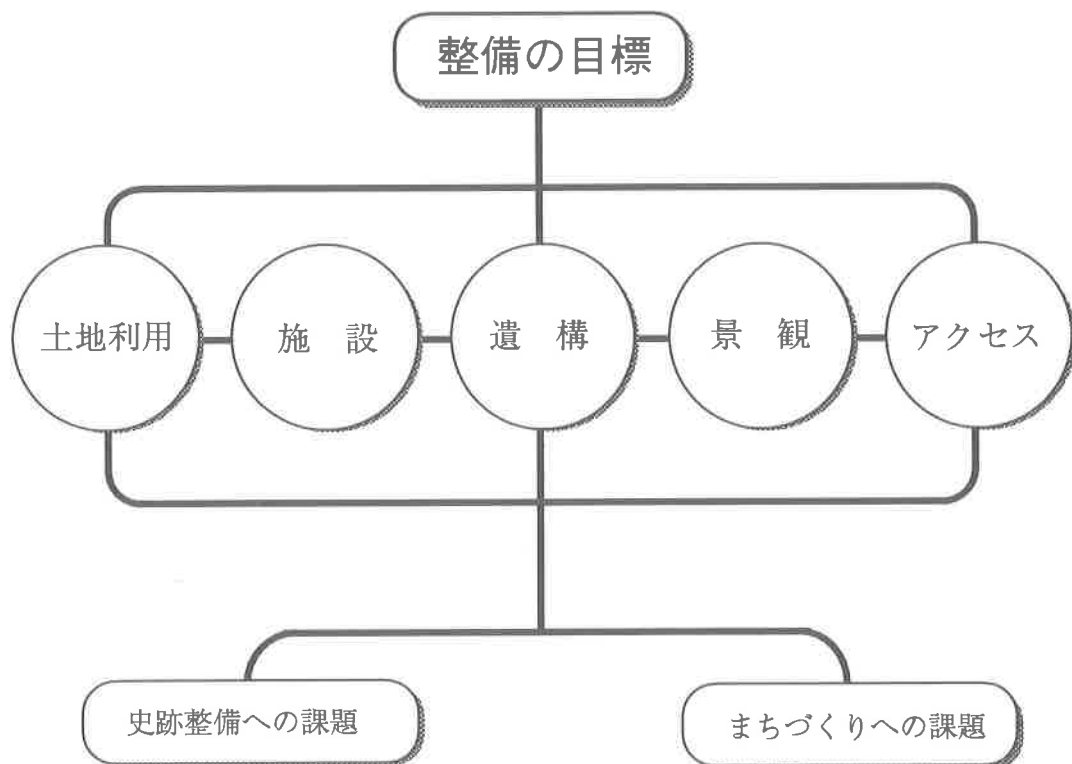 整備の目標
土地利用
施 設
遺 構
景 観
アクセス
史跡整備への課題
まちづくりへの課題